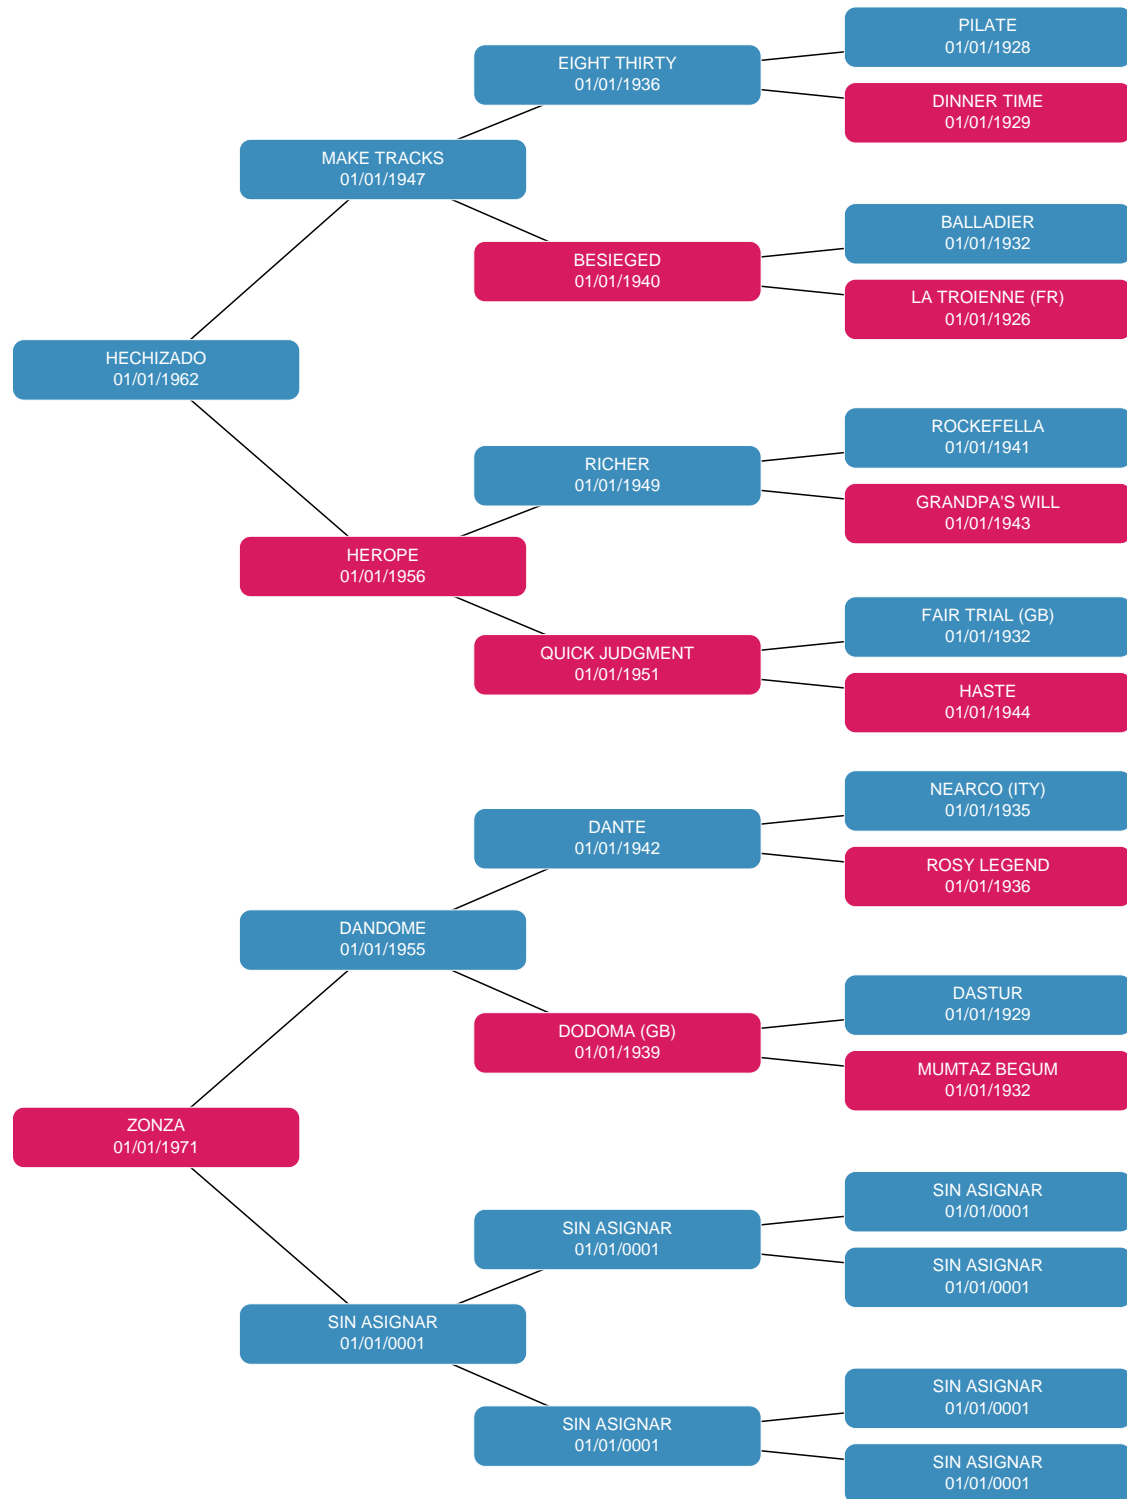 PILATE
01/01/1928
EIGHT THIRTY
01/01/1936
DINNER TIME
01/01/1929
MAKE TRACKS
01/01/1947
BALLADIER
01/01/1932
BESIEGED
01/01/1940
LA TROIENNE (FR)
01/01/1926
HECHIZADO
01/01/1962
ROCKEFELLA
01/01/1941
RICHER
01/01/1949
GRANDPA'S WILL
01/01/1943
HEROPE
01/01/1956
FAIR TRIAL (GB)
01/01/1932
QUICK JUDGMENT
01/01/1951
HASTE
01/01/1944
NEARCO (ITY)
01/01/1935
DANTE
01/01/1942
ROSY LEGEND
01/01/1936
DANDOME
01/01/1955
DASTUR
01/01/1929
DODOMA (GB)
01/01/1939
MUMTAZ BEGUM
01/01/1932
ZONZA
01/01/1971
SIN ASIGNAR
01/01/0001
SIN ASIGNAR
01/01/0001
SIN ASIGNAR
01/01/0001
SIN ASIGNAR
01/01/0001
SIN ASIGNAR
01/01/0001
SIN ASIGNAR
01/01/0001
SIN ASIGNAR
01/01/0001